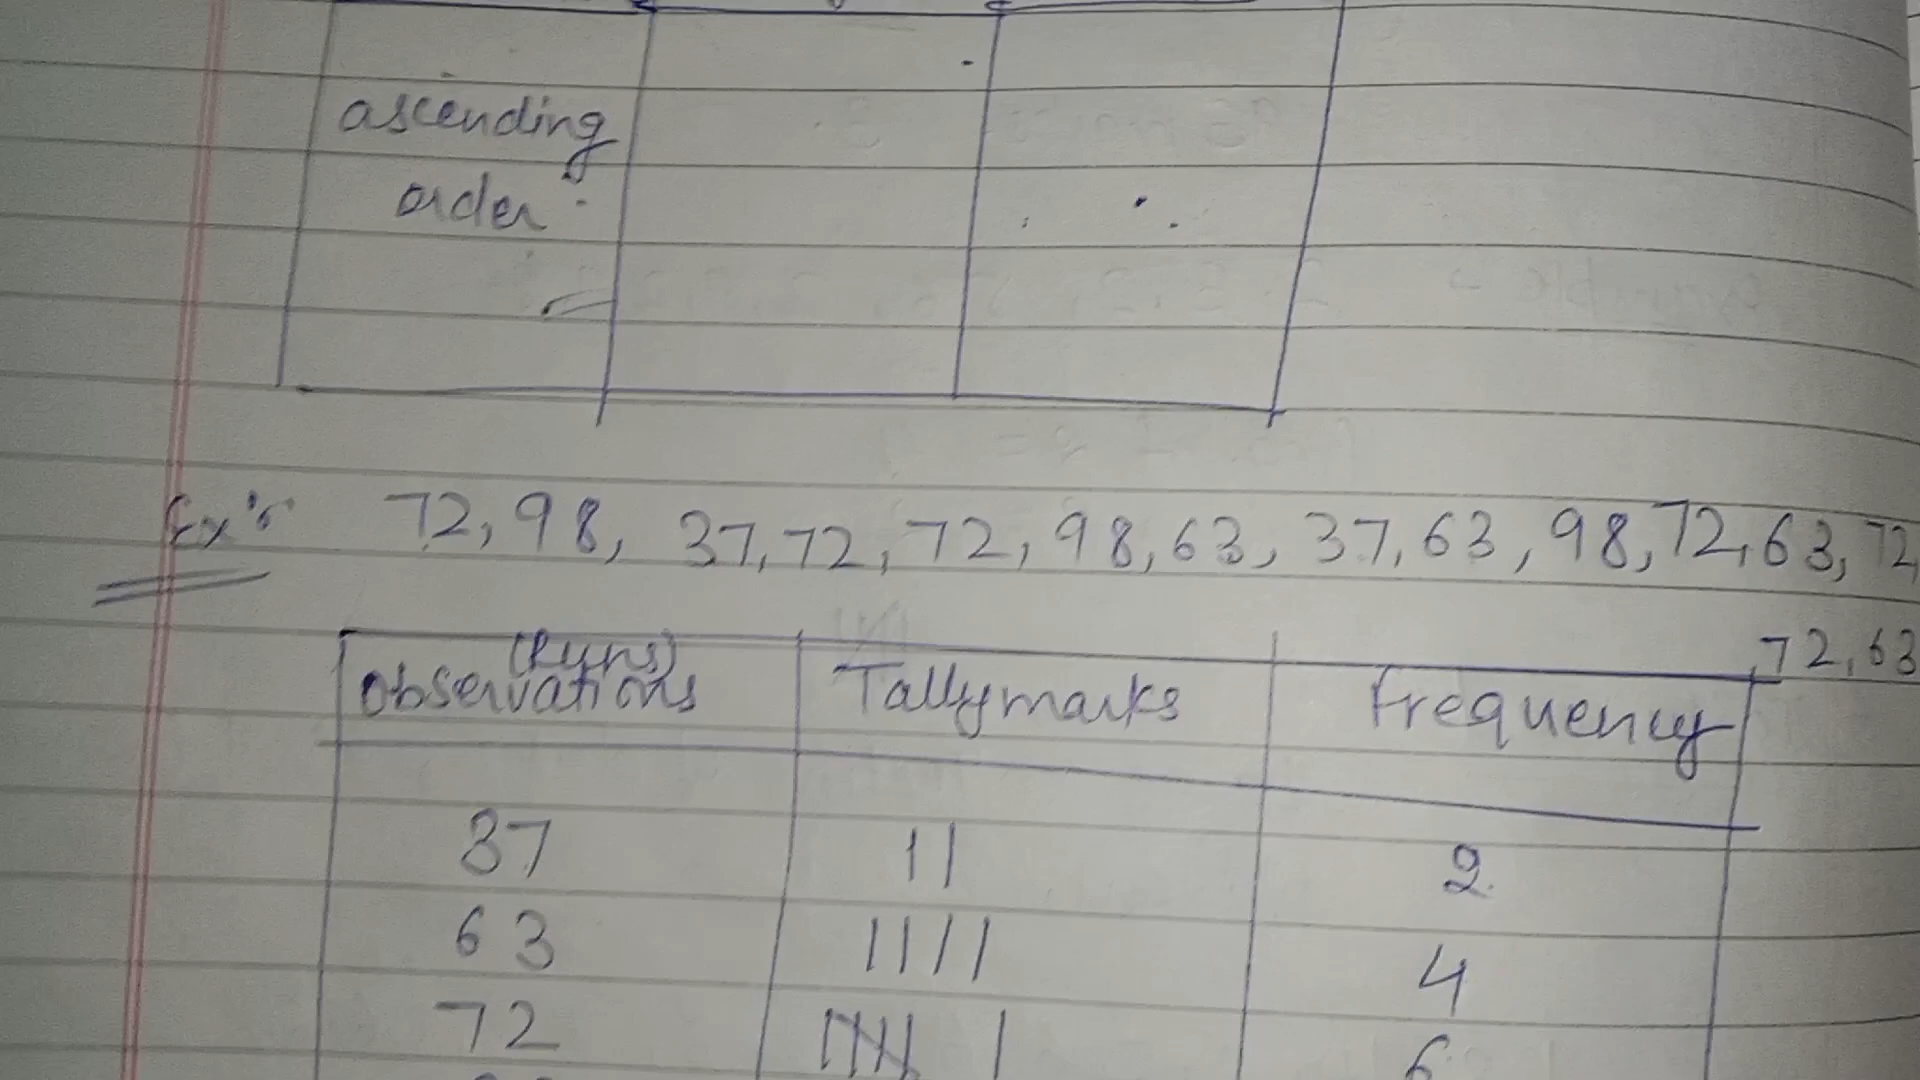 ascending
order
Ex:- 72, 98, 37, 72, 72, 98, 63, 37, 63, 98, 72, 63, 72,
72, 63
(Runs)
Observations Tallymarks Frequency
37 || 2
63 |||| 4
72 6